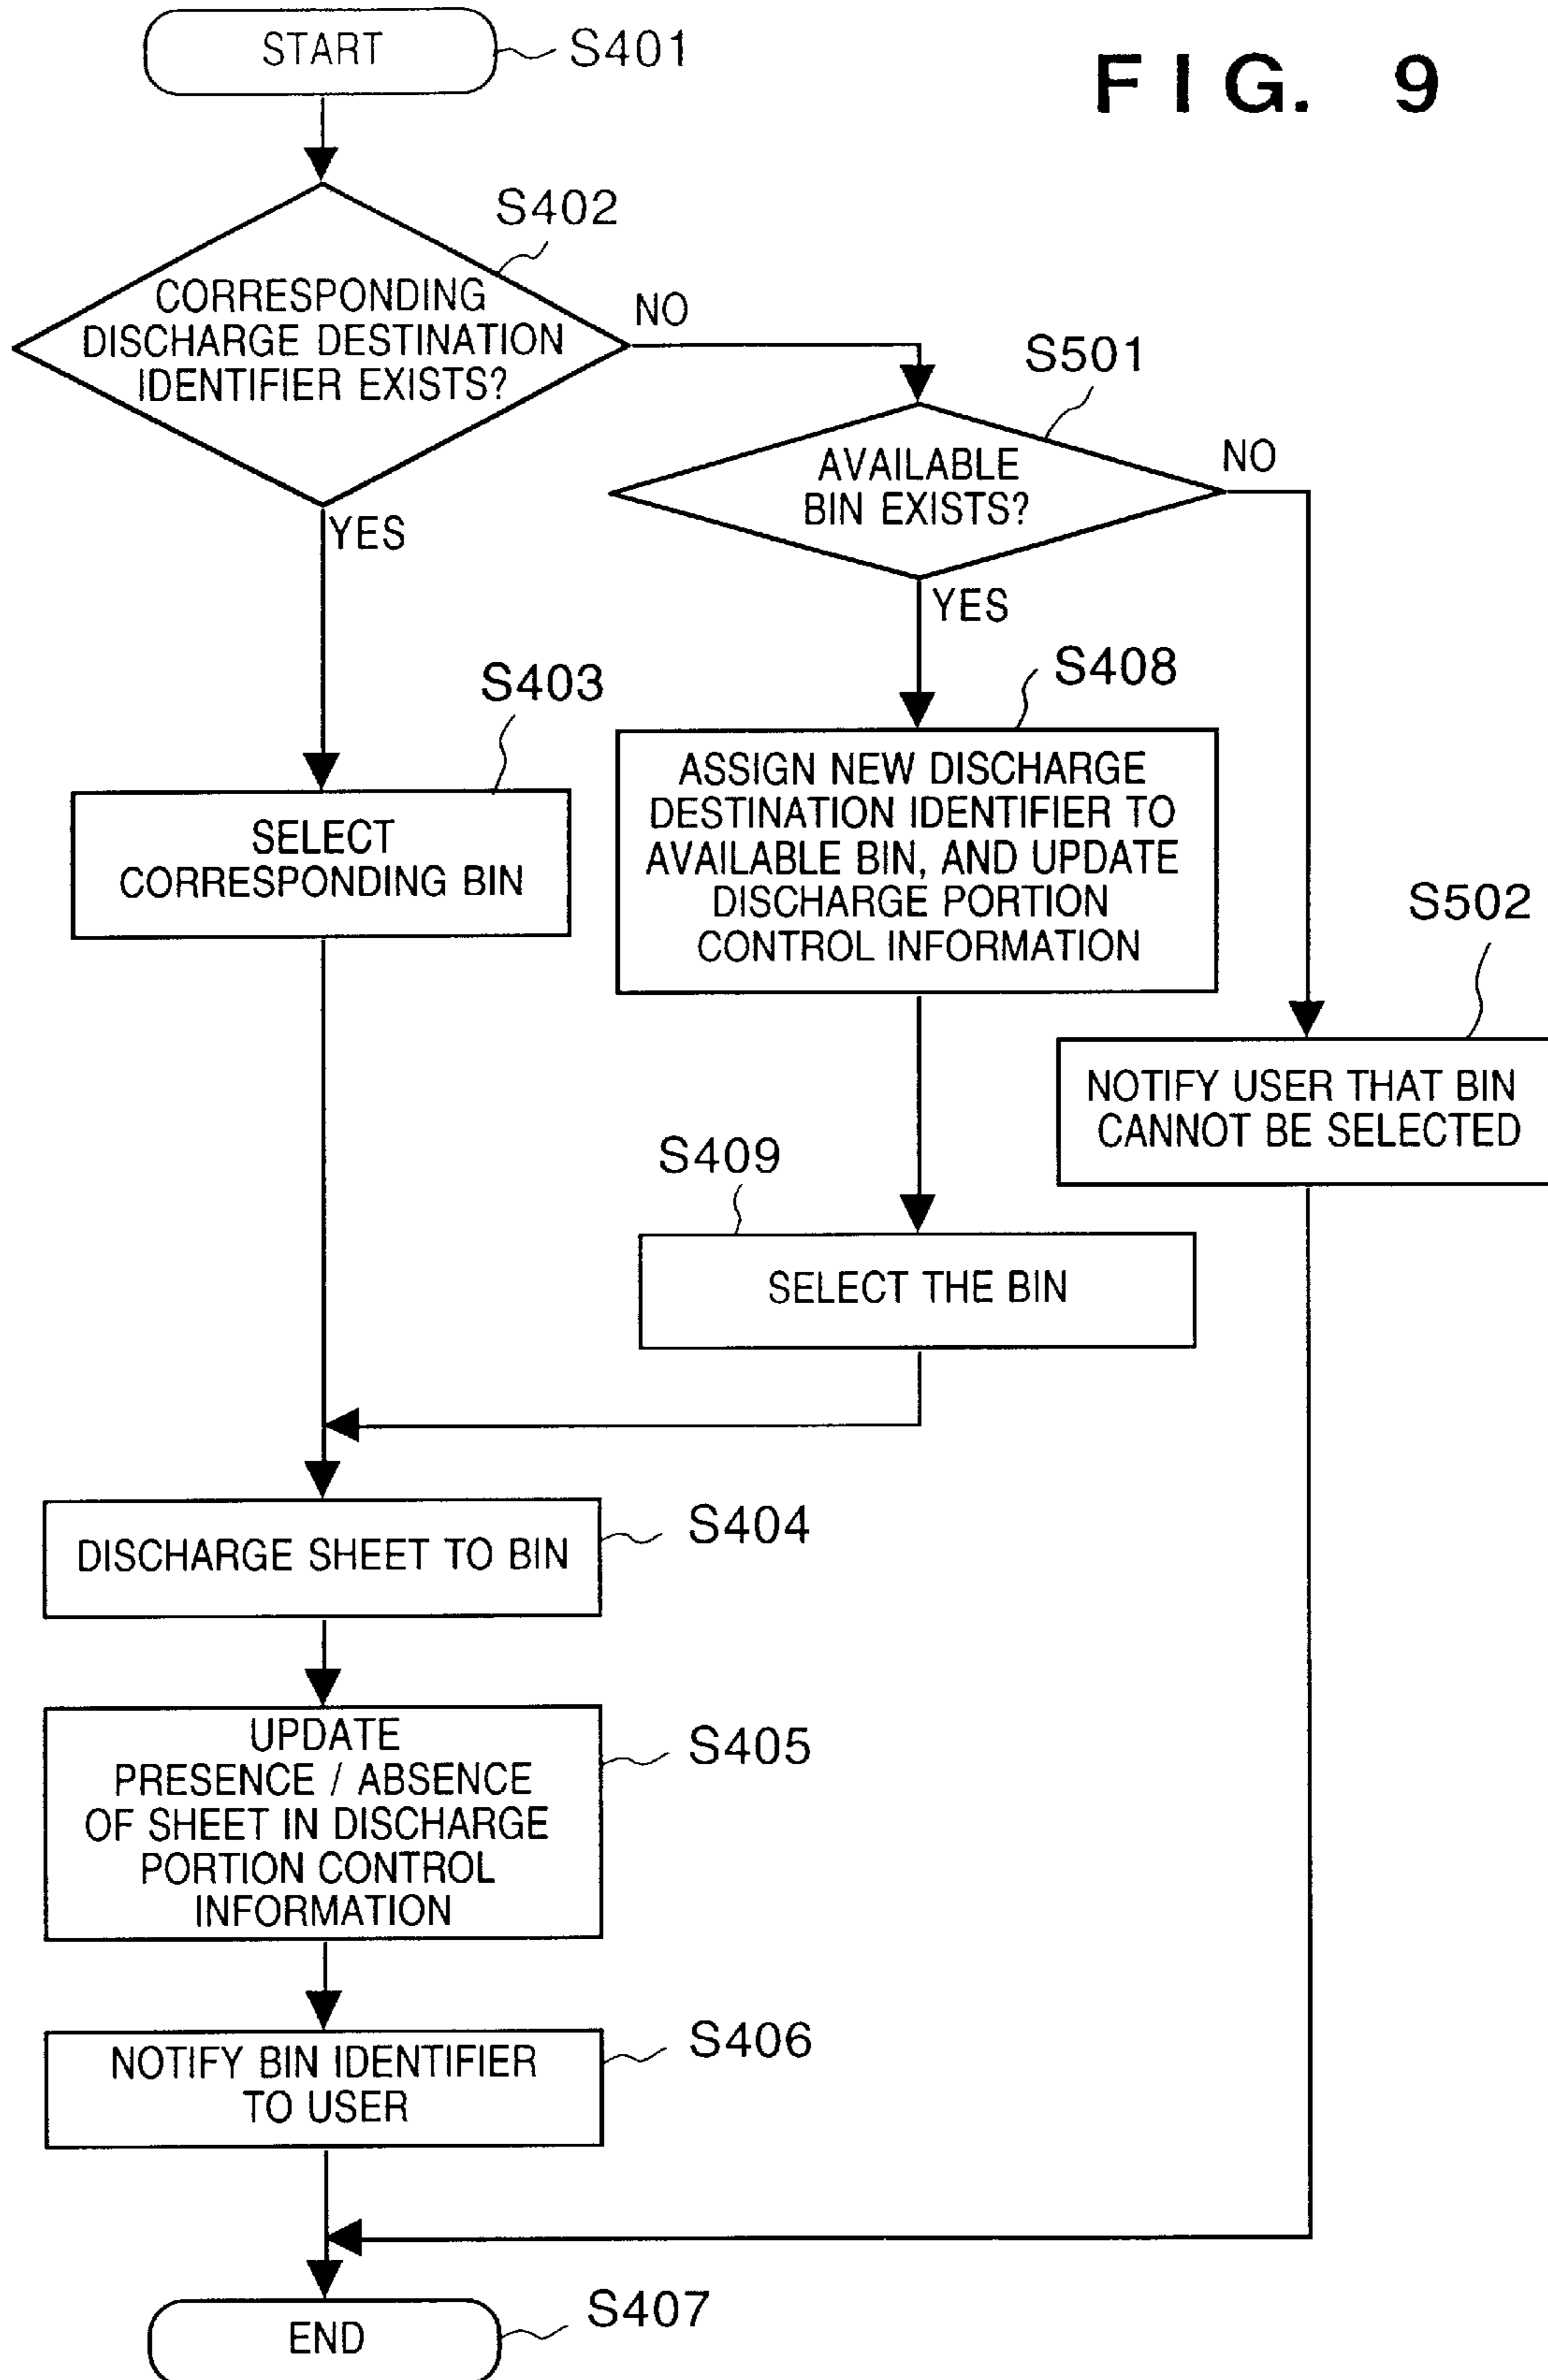 START
S401
FIG. 9
S402
CORRESPONDING
DISCHARGE DESTINATION
IDENTIFIER EXISTS?
NO
S501
AVAILABLE
BIN EXISTS?
NO
YES
YES
S403
SELECT
CORRESPONDING BIN
S408
ASSIGN NEW DISCHARGE
DESTINATION IDENTIFIER TO
AVAILABLE BIN, AND UPDATE
DISCHARGE PORTION
CONTROL INFORMATION
S502
NOTIFY USER THAT BIN
CANNOT BE SELECTED
S409
SELECT THE BIN
DISCHARGE SHEET TO BIN
S404
UPDATE
PRESENCE / ABSENCE
OF SHEET IN DISCHARGE
PORTION CONTROL
INFORMATION
S405
NOTIFY BIN IDENTIFIER
TO USER
S406
END
S407